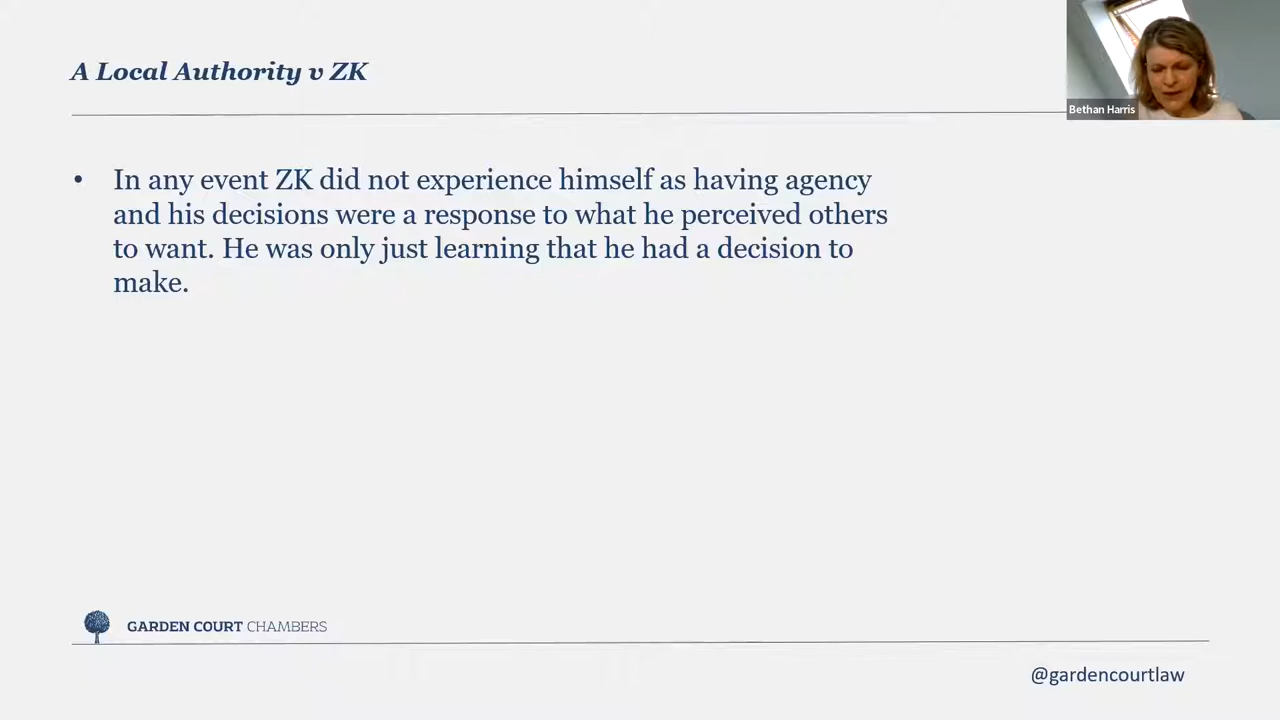 A Local Authority v ZK
Bethan Harris
• In any event ZK did not experience himself as having agency
and his decisions were a response to what he perceived others
to want. He was only just learning that he had a decision to
make.
GARDEN COURT CHAMBERS
@gardencourtlaw